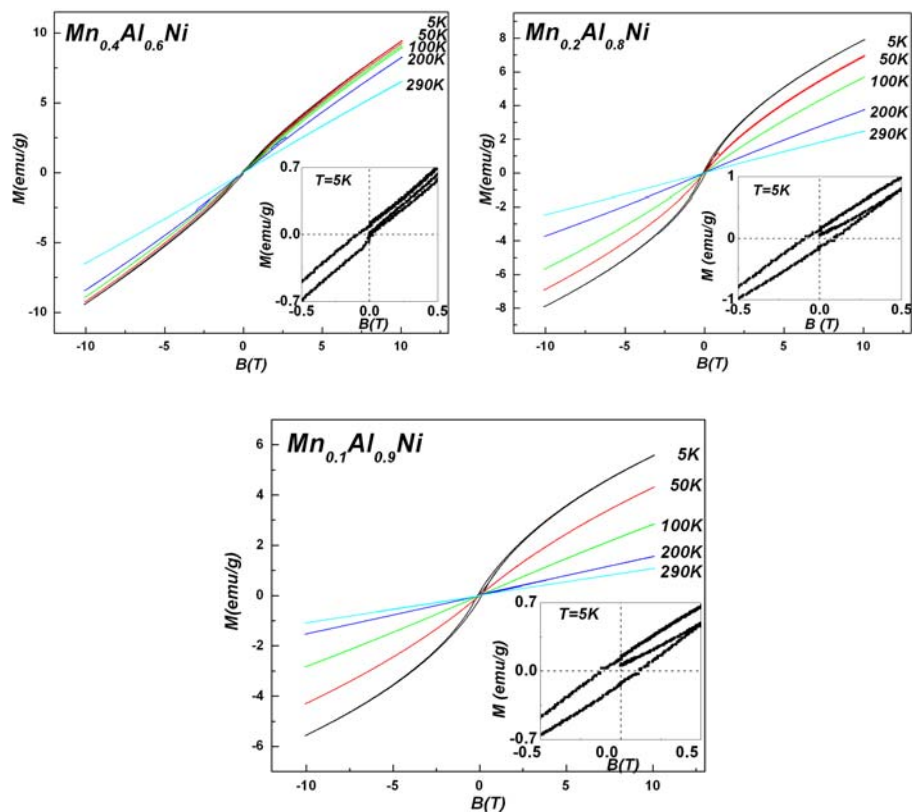 Mn0.4Al0.6Ni
5K
50K
100K
200K
290K
M(emu/g)
10
5
0
-5
-10
-10 -5 0 5 10
B(T)
T=5K
M(emu/g)
0.7
0.0
-0.7
-0.5 0.0 0.5
B(T)
Mn0.2Al0.8Ni
5K
50K
100K
200K
290K
M(emu/g)
8
6
4
2
0
-2
-4
-6
-8
-10 -5 0 5 10
B(T)
T=5K
M (emu/g)
1
0
-1
-0.5 0.0 0.5
B (T)
Mn0.1Al0.9Ni
5K
50K
100K
200K
290K
M(emu/g)
6
4
2
0
-2
-4
-6
-10 -5 0 5 10
B(T)
T=5K
M (emu/g)
0.7
0.0
-0.7
-0.5 0.0 0.5
B(T)